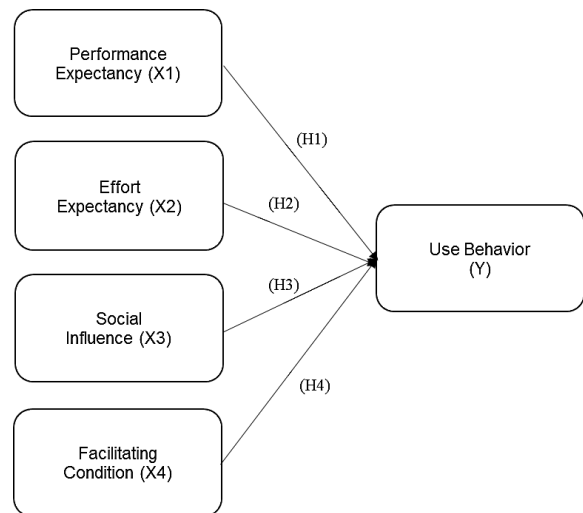 Performance
Expectancy (X1)
(H1)
Effort
Expectancy (X2)
(H2)
Use Behavior
(Y)
(H3)
Social
Influence (X3)
(H4)
Facilitating
Condition (X4)